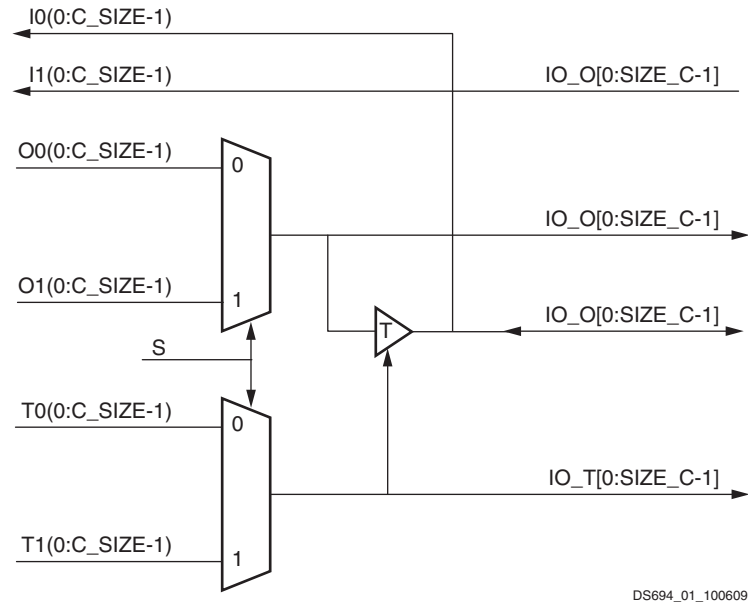 I0(0:C_SIZE-1)
I1(0:C_SIZE-1) IO_O[0:SIZE_C-1]
O0(0:C_SIZE-1)
0
IO_O[0:SIZE_C-1]
O1(0:C_SIZE-1)
1
IO_O[0:SIZE_C-1]
T
S
T0(0:C_SIZE-1)
0
IO_T[0:SIZE_C-1]
T1(0:C_SIZE-1)
1
DS694_01_100609